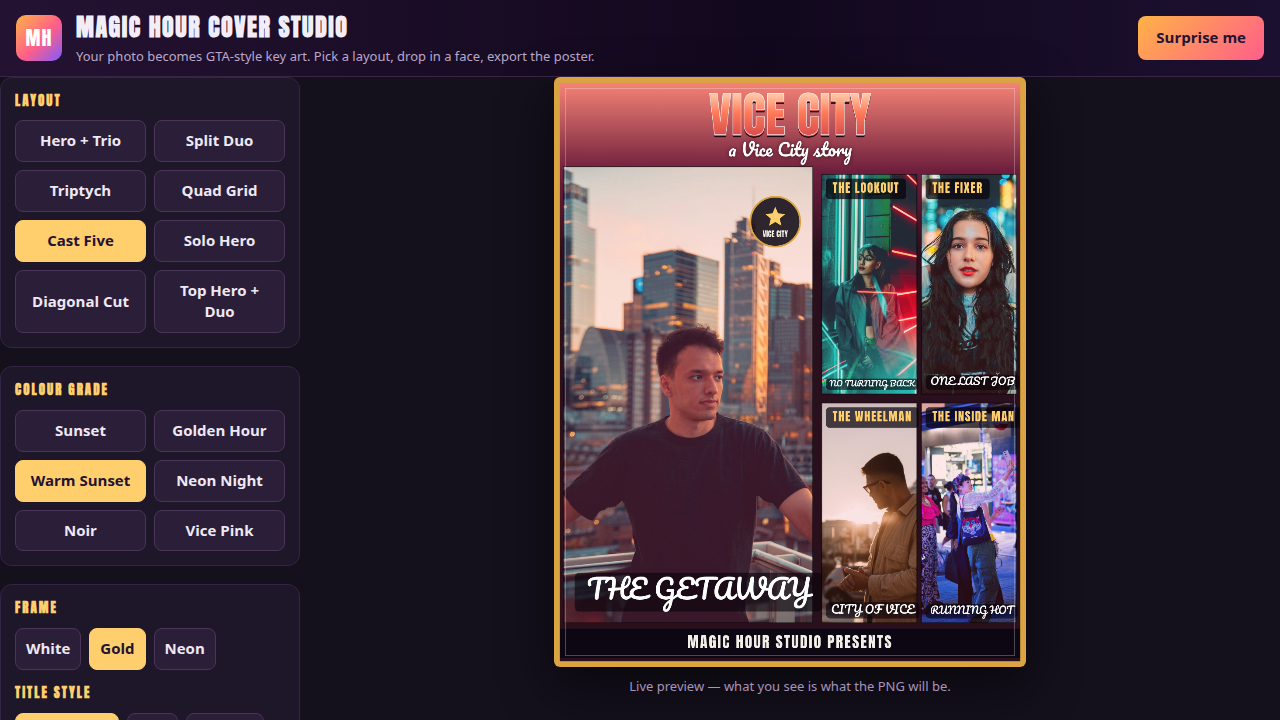 MH
MAGIC HOUR COVER STUDIO
Your photo becomes GTA-style key art. Pick a layout, drop in a face, export the poster.
Surprise me
LAYOUT
Hero + Trio
Split Duo
Triptych
Quad Grid
Cast Five
Solo Hero
Diagonal Cut
Top Hero +
Duo
COLOUR GRADE
Sunset
Golden Hour
Warm Sunset
Neon Night
Noir
Vice Pink
FRAME
White
Gold
Neon
TITLE STYLE
VICE CITY
a Vice City story
VICE CITY
THE GETAWAY
THE LOOKOUT
NO TURNING BACK
THE FIXER
ONE LAST JOB
THE WHEELMAN
CITY OF VICE
THE INSIDE MAN
RUNNING HOT
MAGIC HOUR STUDIO PRESENTS
Live preview — what you see is what the PNG will be.